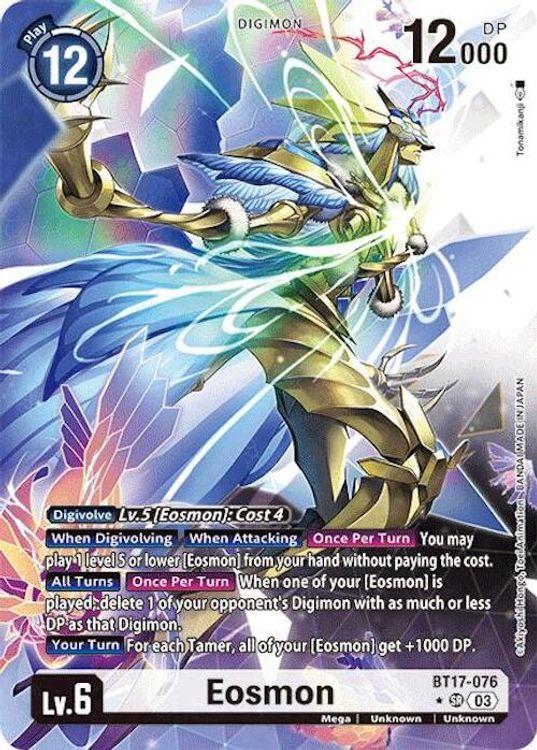 Play
12
DIGIMON
DP
12000
Tonamikanji
Digivolve Lv.5 [Eosmon]: Cost 4
When Digivolving When Attacking Once Per Turn You may
play 1 level 5 or lower [Eosmon] from your hand without paying the cost.
All Turns Once Per Turn When one of your [Eosmon] is
played, delete 1 of your opponent's Digimon with as much or less
DP as that Digimon.
Your Turn For each Tamer, all of your [Eosmon] get +1000 DP.
©Akiyoshi Hongo, Toei Animation • BANDAI | MADE IN JAPAN
Lv.6
Eosmon
BT17-076
SR 03
Mega | Unknown | Unknown